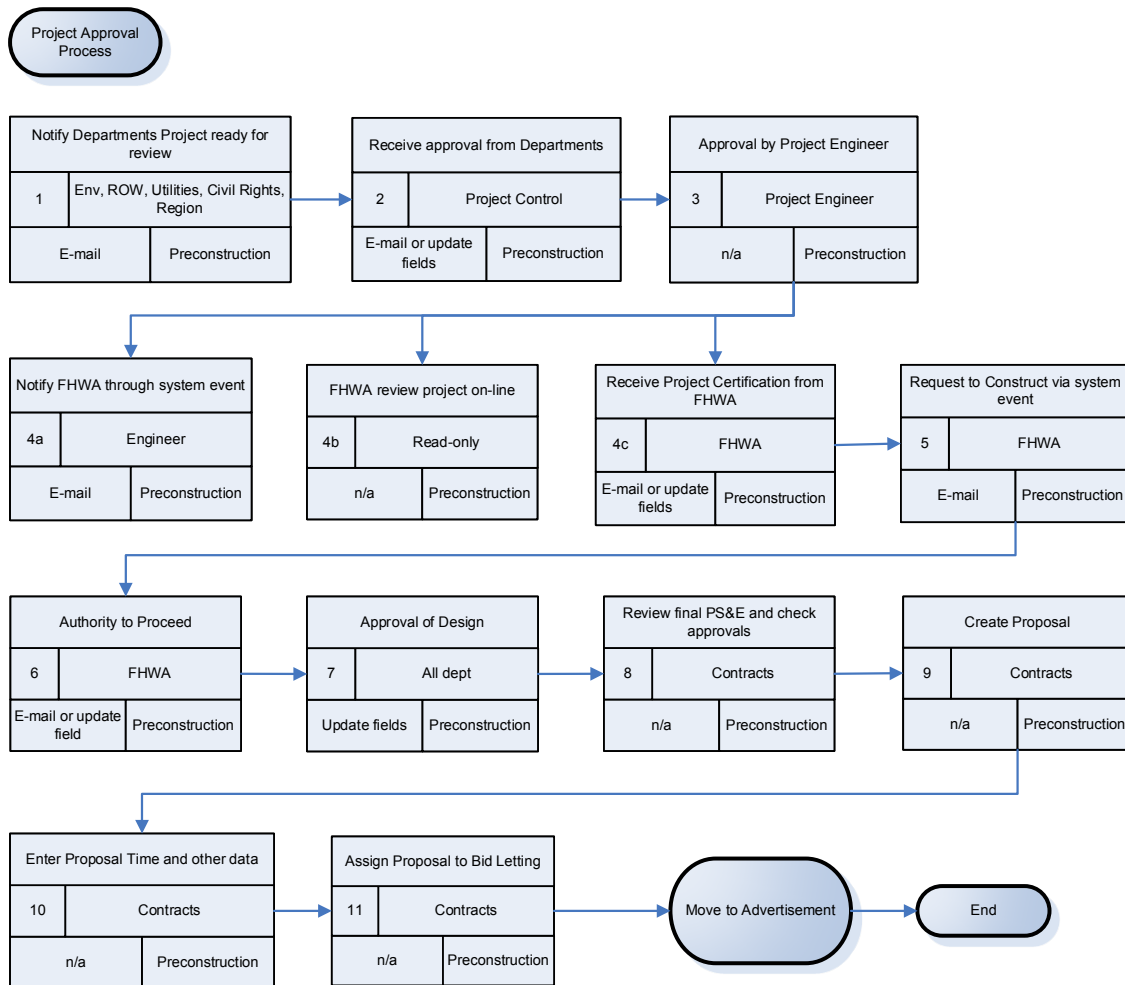 Project Approval
Process
Notify Departments Project ready for
review
1
Env, ROW, Utilities, Civil Rights,
Region
E-mail
Preconstruction
Receive approval from Departments
2
Project Control
E-mail or update
fields
Preconstruction
Approval by Project Engineer
3
Project Engineer
n/a
Preconstruction
Notify FHWA through system event
4a
Engineer
E-mail
Preconstruction
FHWA review project on-line
4b
Read-only
n/a
Preconstruction
Receive Project Certification from
FHWA
4c
FHWA
E-mail or update
fields
Preconstruction
Request to Construct via system
event
5
FHWA
E-mail
Preconstruction
Authority to Proceed
6
FHWA
E-mail or update
field
Preconstruction
Approval of Design
7
All dept
Update fields
Preconstruction
Review final PS&E and check
approvals
8
Contracts
n/a
Preconstruction
Create Proposal
9
Contracts
n/a
Preconstruction
Enter Proposal Time and other data
10
Contracts
n/a
Preconstruction
Assign Proposal to Bid Letting
11
Contracts
n/a
Preconstruction
Move to Advertisement
End